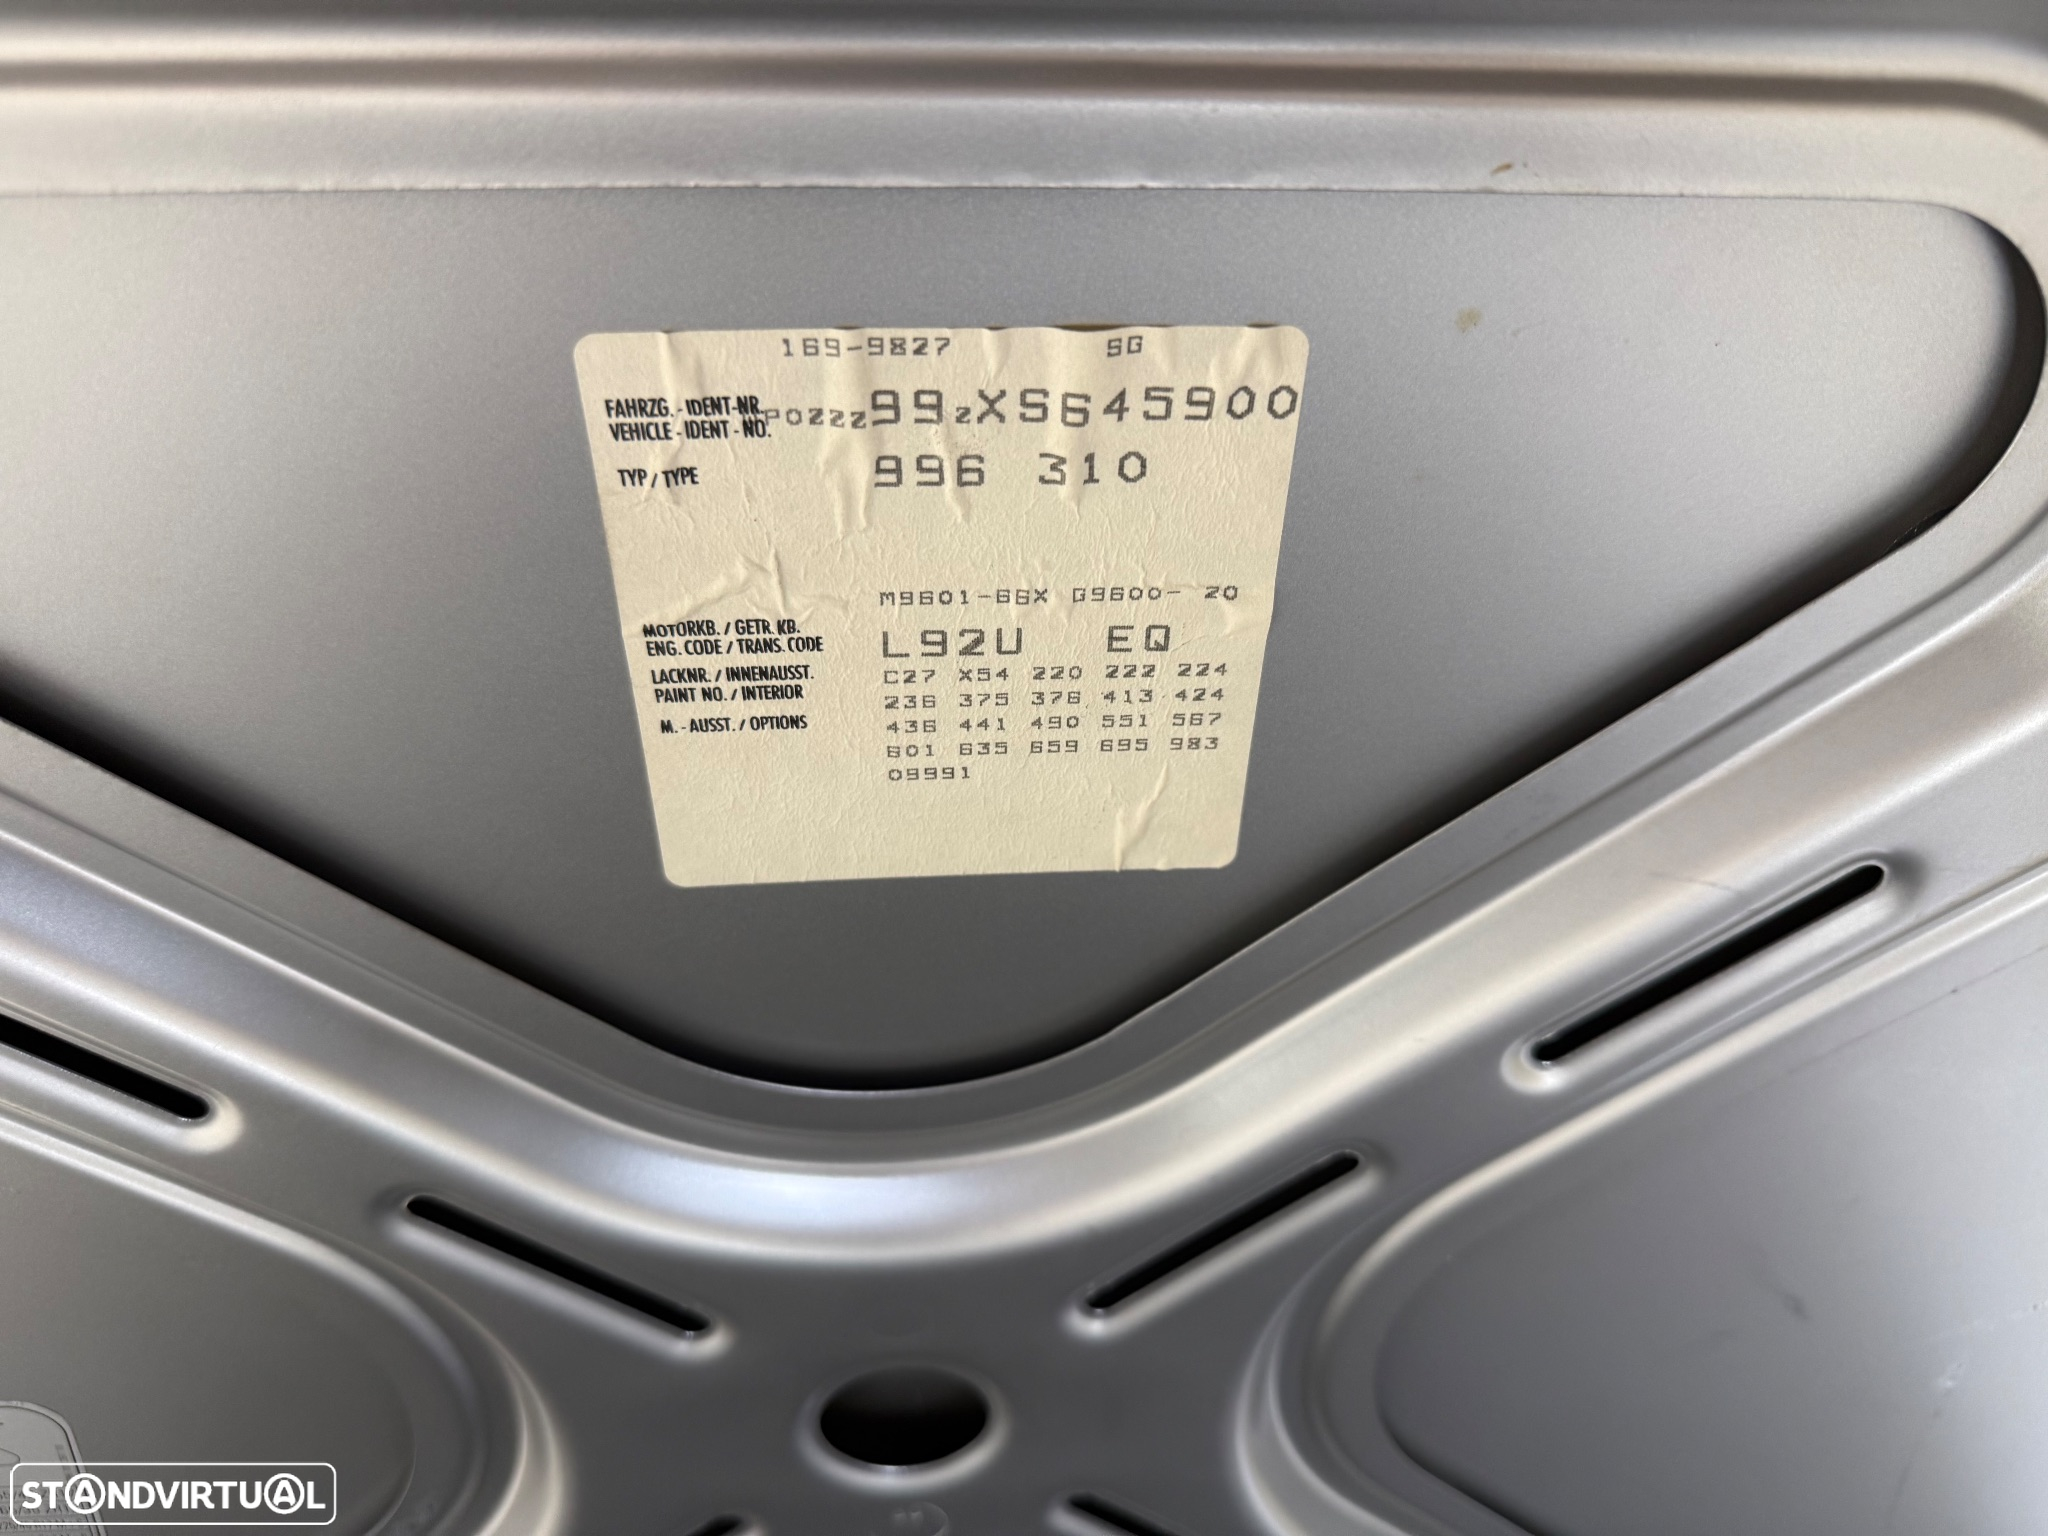 169-9827 SG
FAHRZG.-IDENT-NR. WP0ZZZ99ZXS645900
VEHICLE-IDENT-NO.
TYP/TYPE 996 310
M9601-66X G9600- 20
MOTORKB./GETR.KB.
ENG.CODE/TRANS.CODE L92U EQ
LACKNR./INNENAUSST. C27 X54 220 222 224
PAINT NO./INTERIOR 236 375 376 413 424
M.-AUSST./OPTIONS 436 441 490 551 567
601 635 659 695 983
09991
STANDVIRTUAL